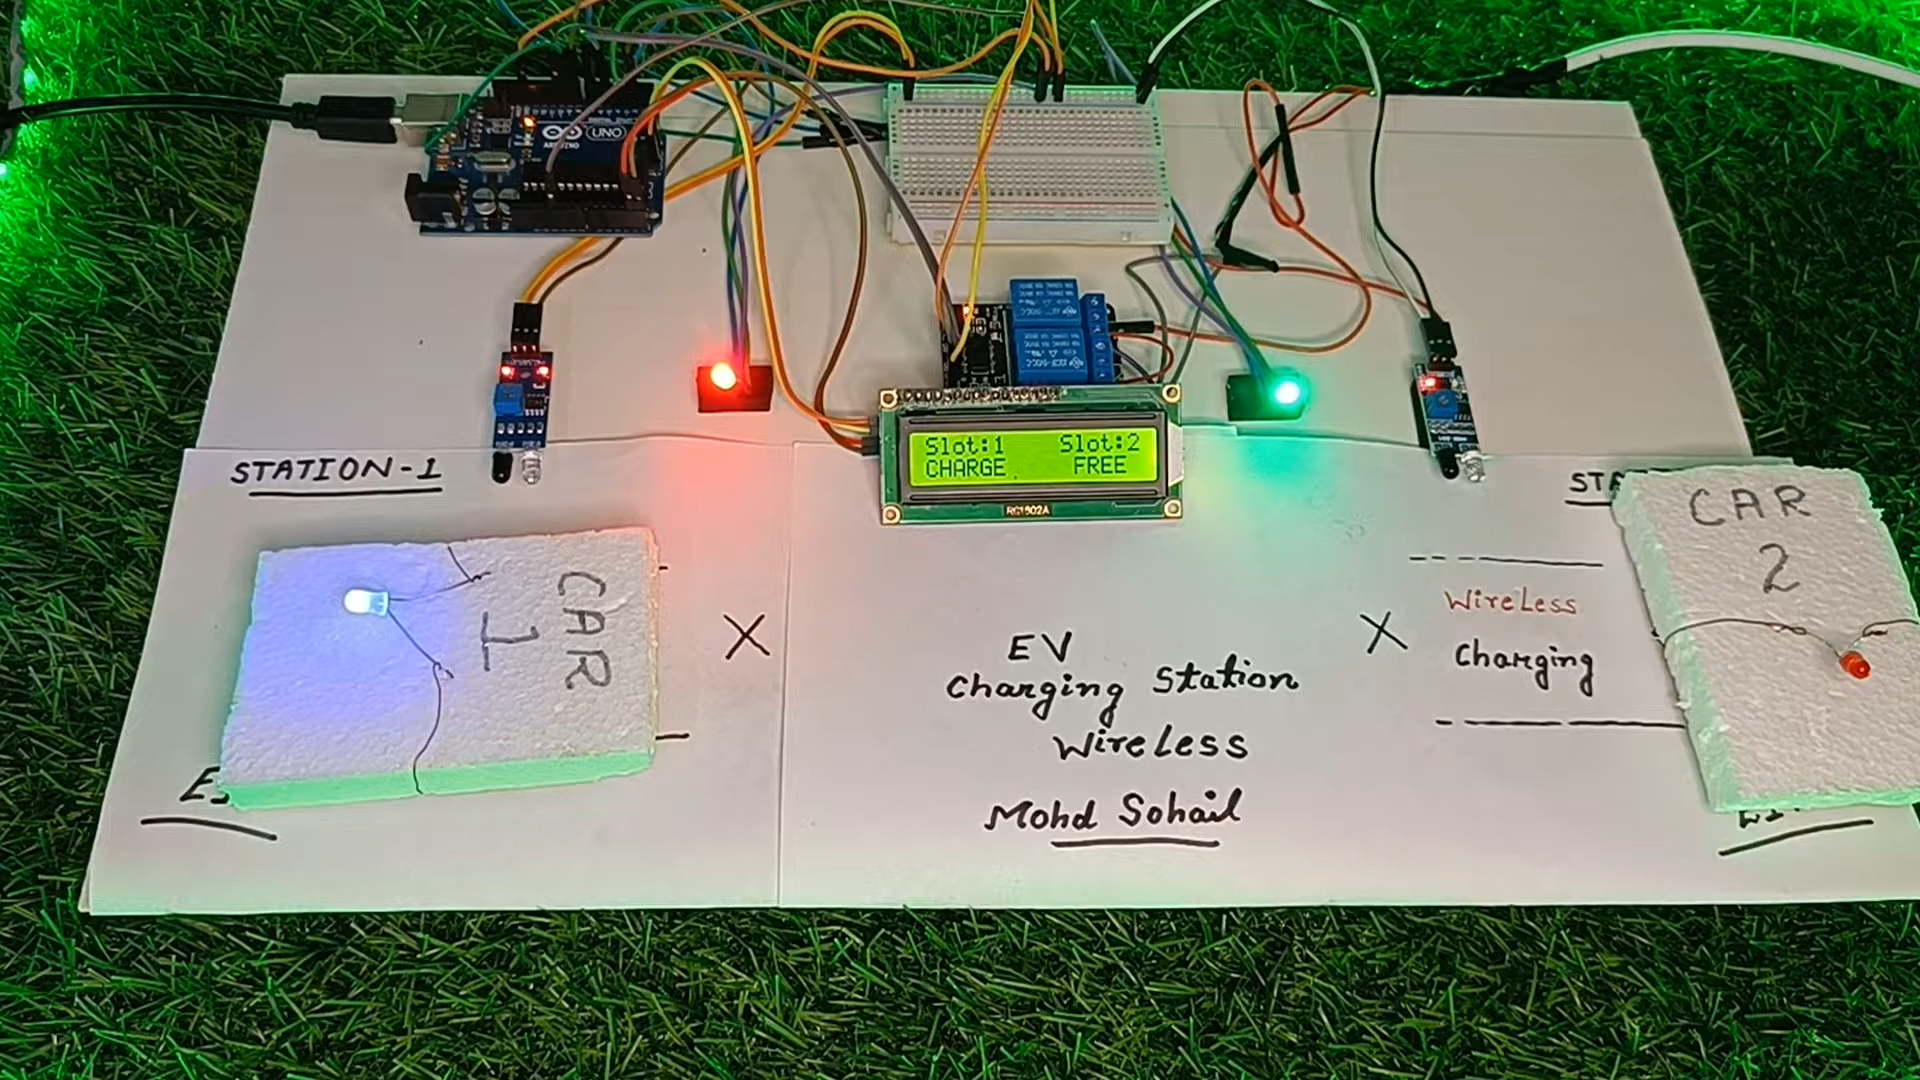 UNO
ARDUINO
Slot:1 Slot:2
CHARGE FREE
RG1602A
STATION-1
CAR
1
CAR
2
Wireless
Charging
EV
Charging Station
Wireless
Mohd Sohail